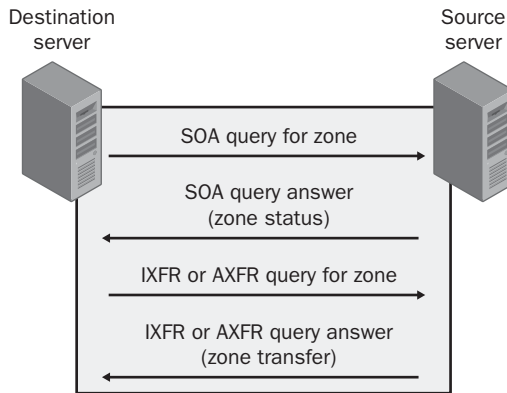 Destination
server
Source
server
SOA query for zone
SOA query answer
(zone status)
IXFR or AXFR query for zone
IXFR or AXFR query answer
(zone transfer)